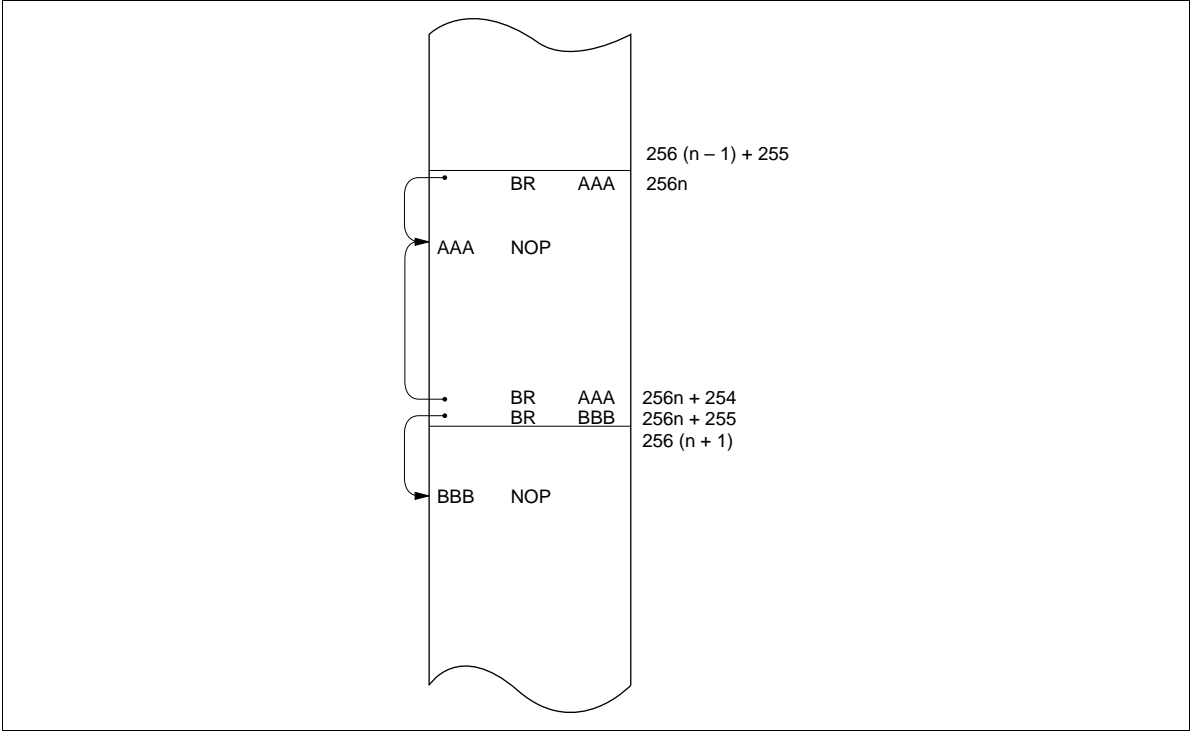 256 (n – 1) + 255
BR AAA 256n
AAA NOP
BR AAA 256n + 254
BR BBB 256n + 255
256 (n + 1)
BBB NOP